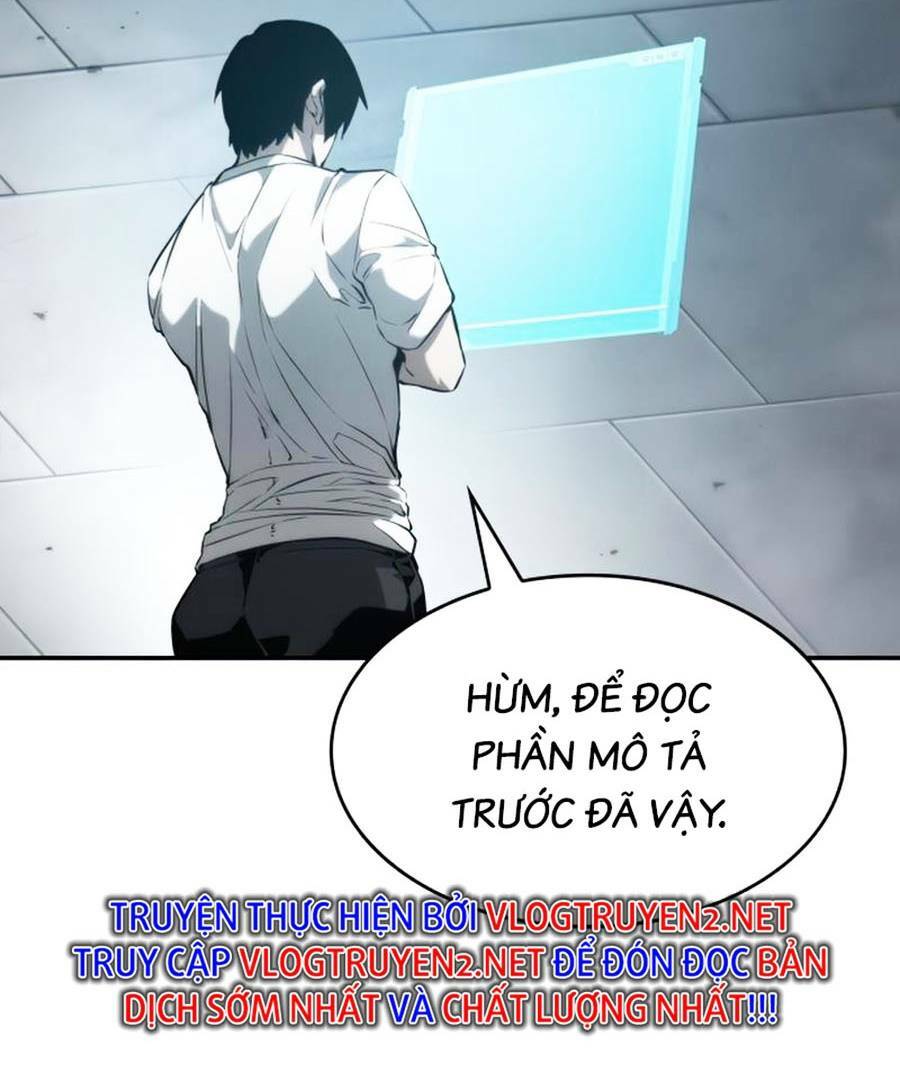 HỪM, ĐỂ ĐỌC
PHẦN MÔ TẢ
TRƯỚC ĐÃ VẬY.
TRUYỆN THỰC HIỆN BỞI VLOGTRUYEN2.NET
TRUY CẬP VLOGTRUYEN2.NET ĐỂ ĐÓN ĐỌC BẢN
DỊCH SỚM NHẤT VÀ CHẤT LƯỢNG NHẤT!!!